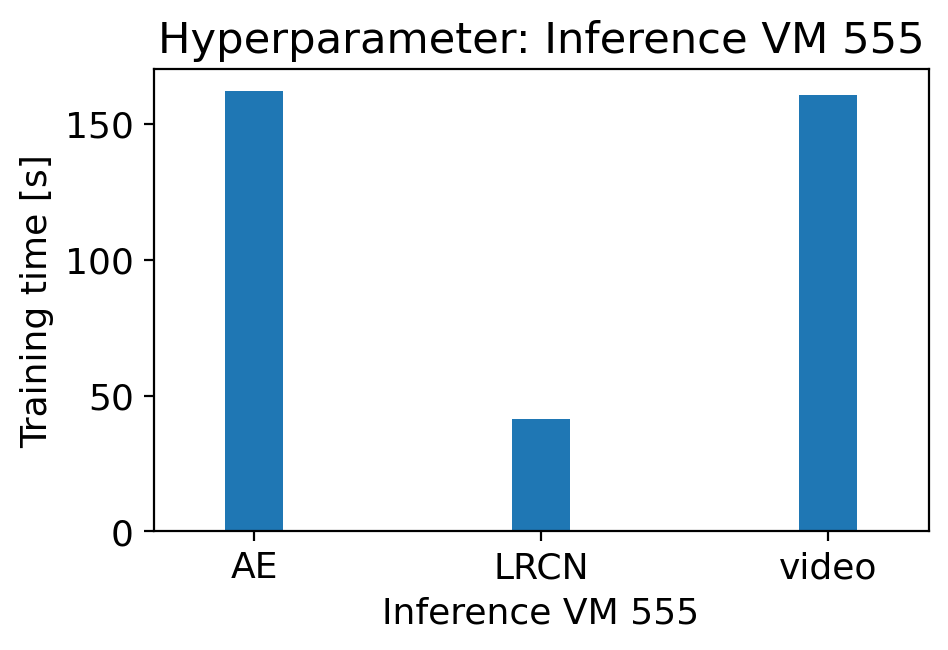 Hyperparameter: Inference VM 555
Training time [s]
150
100
50
0
AE LRCN video
Inference VM 555